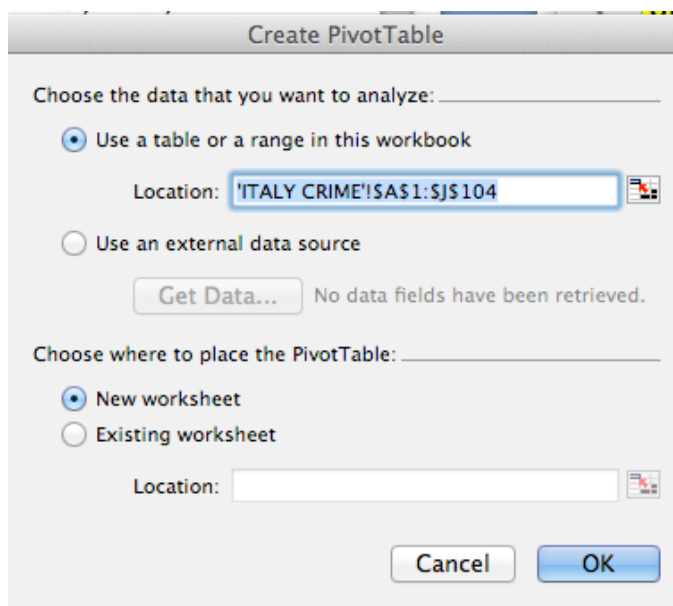 Create PivotTable
Choose the data that you want to analyze:
Use a table or a range in this workbook
Location: 'ITALY CRIME'!$A$1:$J$104
Use an external data source
Get Data... No data fields have been retrieved.
Choose where to place the PivotTable:
New worksheet
Existing worksheet
Location:
Cancel OK